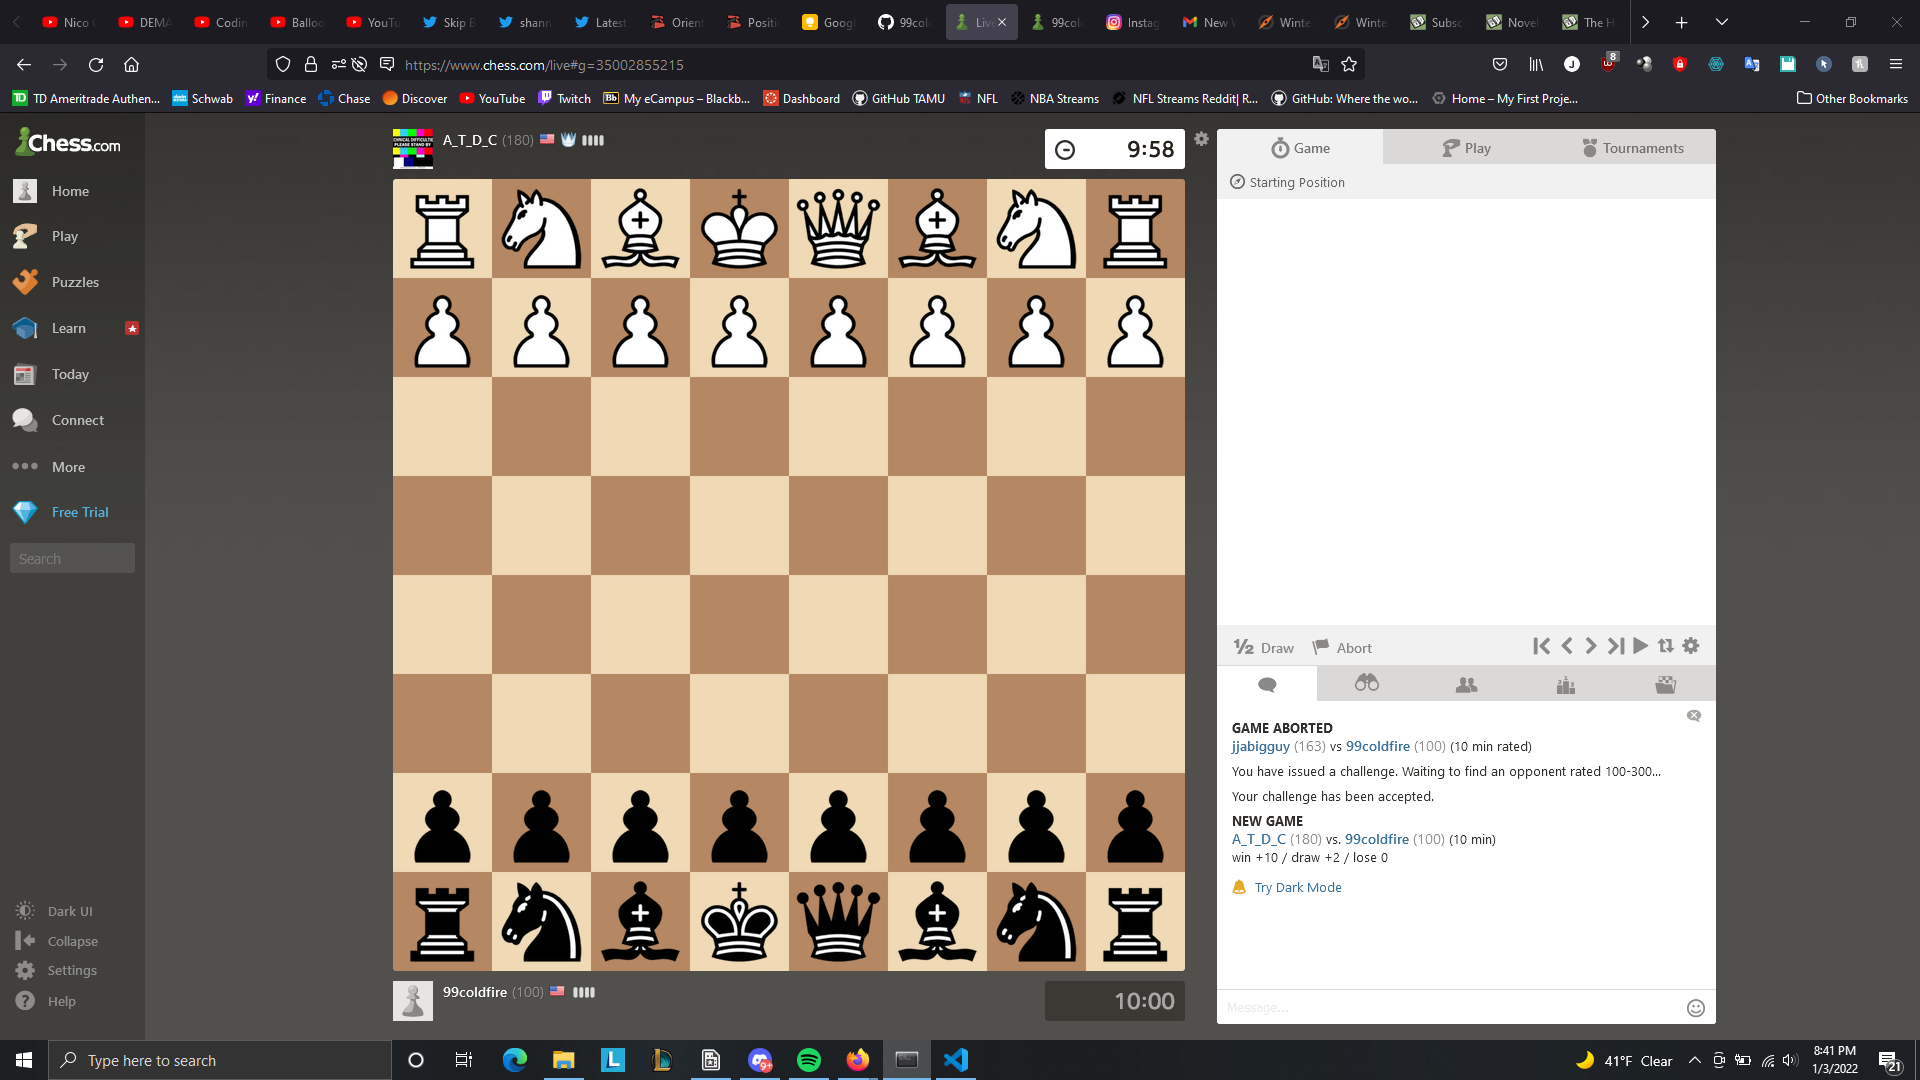 Nico
DEMA
Codin
Balloo
YouTu
Skip B
shann
Latest
Orient
Positi
Googl
99cold
Live
99cold
Instag
New
Winte
Winte
Subsc
Novel
The H
https://www.chess.com/live#g=35002855215
8
TD Ameritrade Authen...
Schwab
Finance
Chase
Discover
YouTube
Twitch
My eCampus – Blackb...
Dashboard
GitHub TAMU
NFL
NBA Streams
NFL Streams Reddit| R...
GitHub: Where the wo...
Home – My First Proje...
Other Bookmarks
Chess.com
Home
Play
Puzzles
Learn
Today
Connect
More
Free Trial
Search
Dark UI
Collapse
Settings
Help
PLEASE STAND BY
A_T_D_C (180)
9:58
99coldfire (100)
10:00
Game
Play
Tournaments
Starting Position
½ Draw
Abort
GAME ABORTED
jjabigguy (163) vs 99coldfire (100) (10 min rated)
You have issued a challenge. Waiting to find an opponent rated 100-300...
Your challenge has been accepted.
NEW GAME
A_T_D_C (180) vs. 99coldfire (100) (10 min)
win +10 / draw +2 / lose 0
Try Dark Mode
Message...
Type here to search
L
9+
41°F Clear
8:41 PM
1/3/2022
21